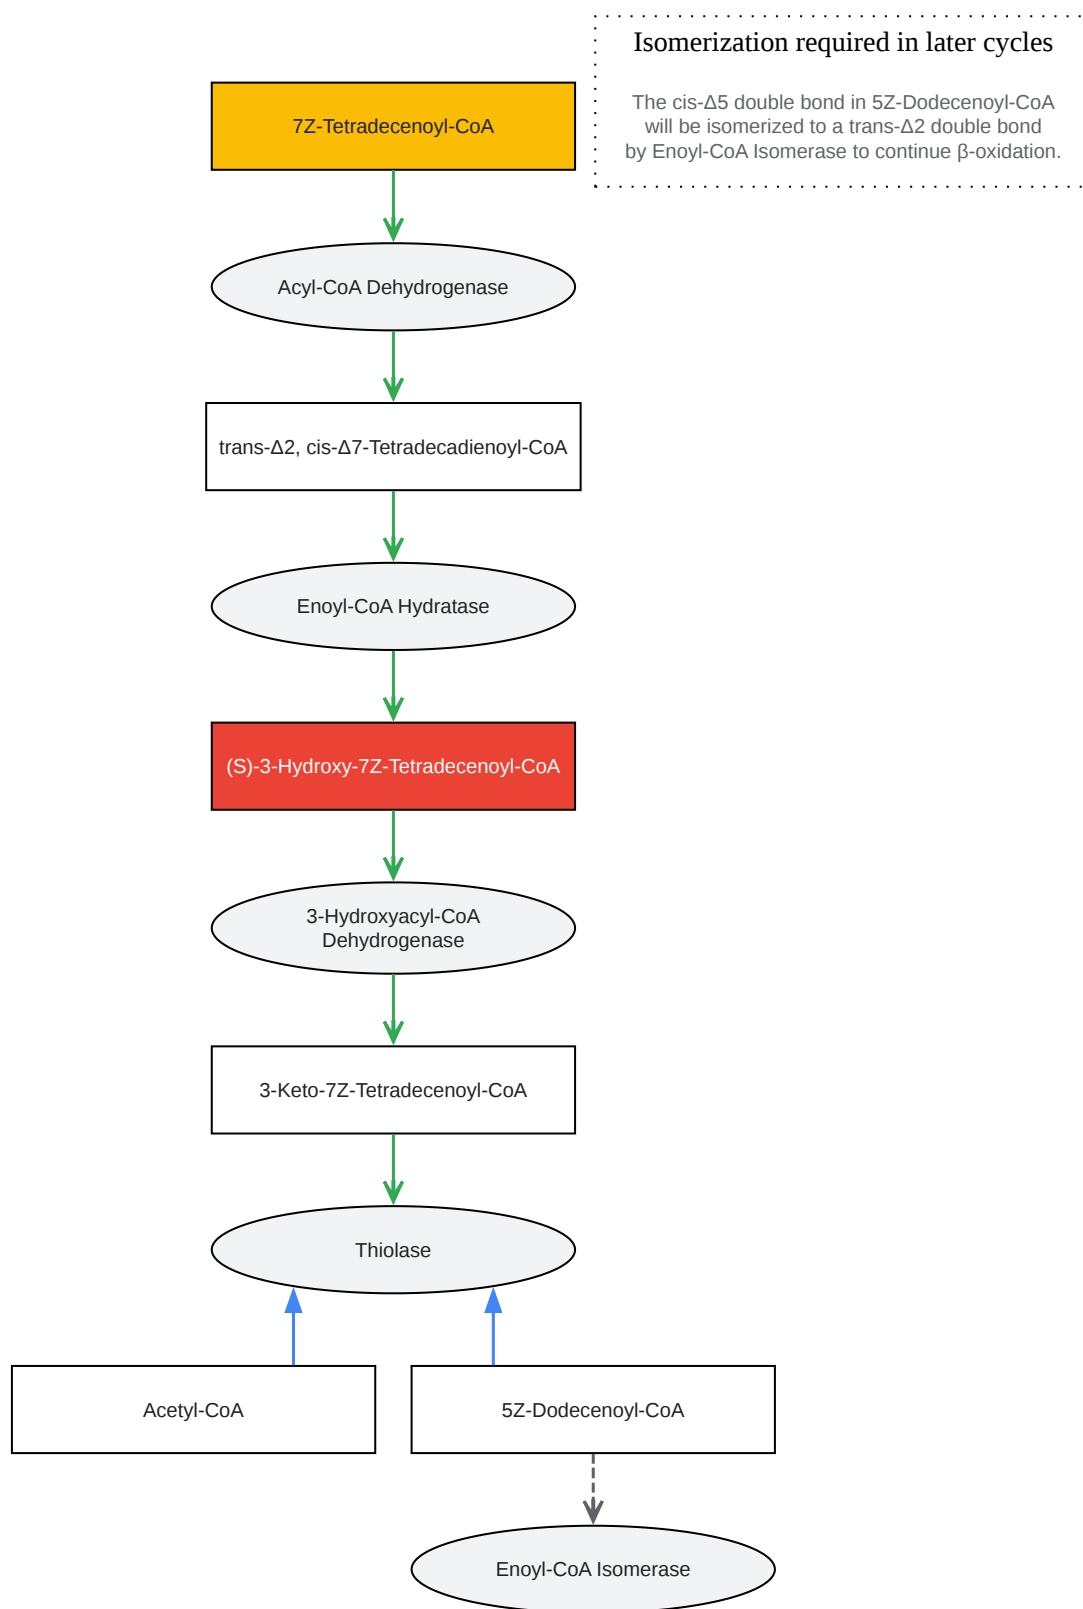 Isomerization required in later cycles
The cis-Δ5 double bond in 5Z-Dodecenoyl-CoA
will be isomerized to a trans-Δ2 double bond
by Enoyl-CoA Isomerase to continue β-oxidation.
7Z-Tetradecenoyl-CoA
Acyl-CoA Dehydrogenase
trans-Δ2, cis-Δ7-Tetradecadienoyl-CoA
Enoyl-CoA Hydratase
(S)-3-Hydroxy-7Z-Tetradecenoyl-CoA
3-Hydroxyacyl-CoA
Dehydrogenase
3-Keto-7Z-Tetradecenoyl-CoA
Thiolase
Acetyl-CoA
5Z-Dodecenoyl-CoA
Enoyl-CoA Isomerase